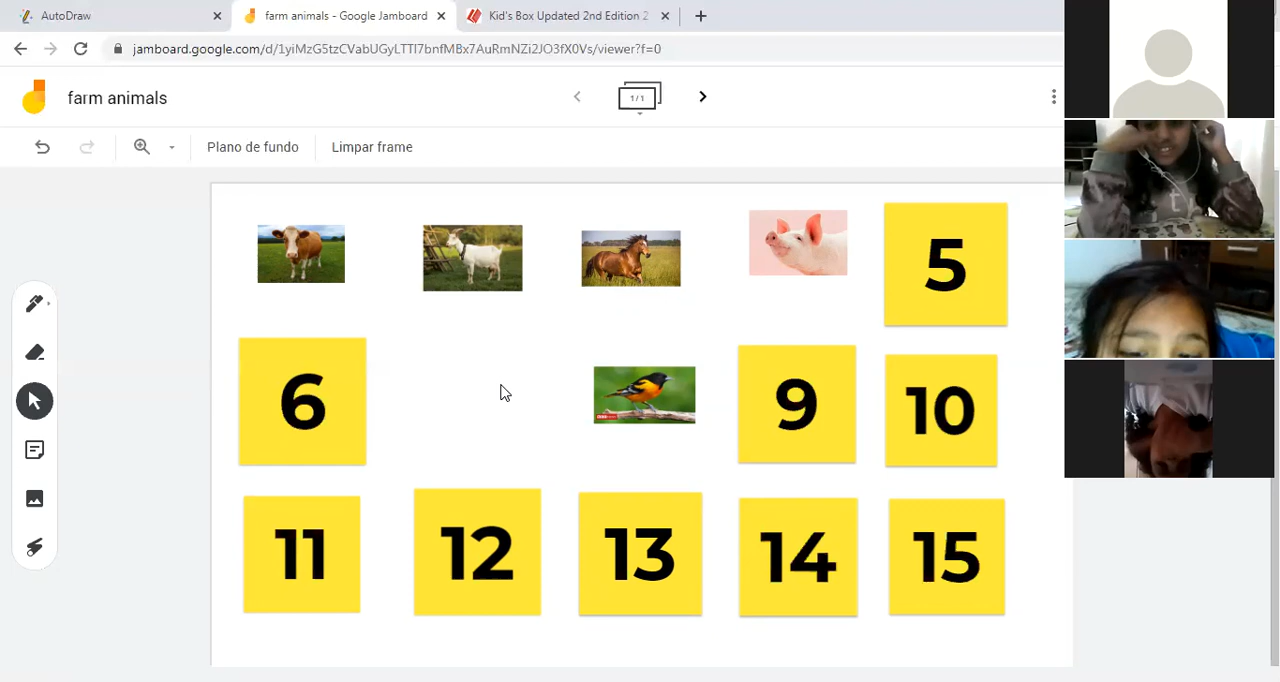 AutoDraw
farm animals - Google Jamboard
Kid's Box Updated 2nd Edition 2
jamboard.google.com/d/1yiMzG5tzCVabUGyLTTI7bnfMBx7AuRmNZi2JO3fX0Vs/viewer?f=0
farm animals
1/1
Plano de fundo
Limpar frame
5
6
9
10
11
12
13
14
15